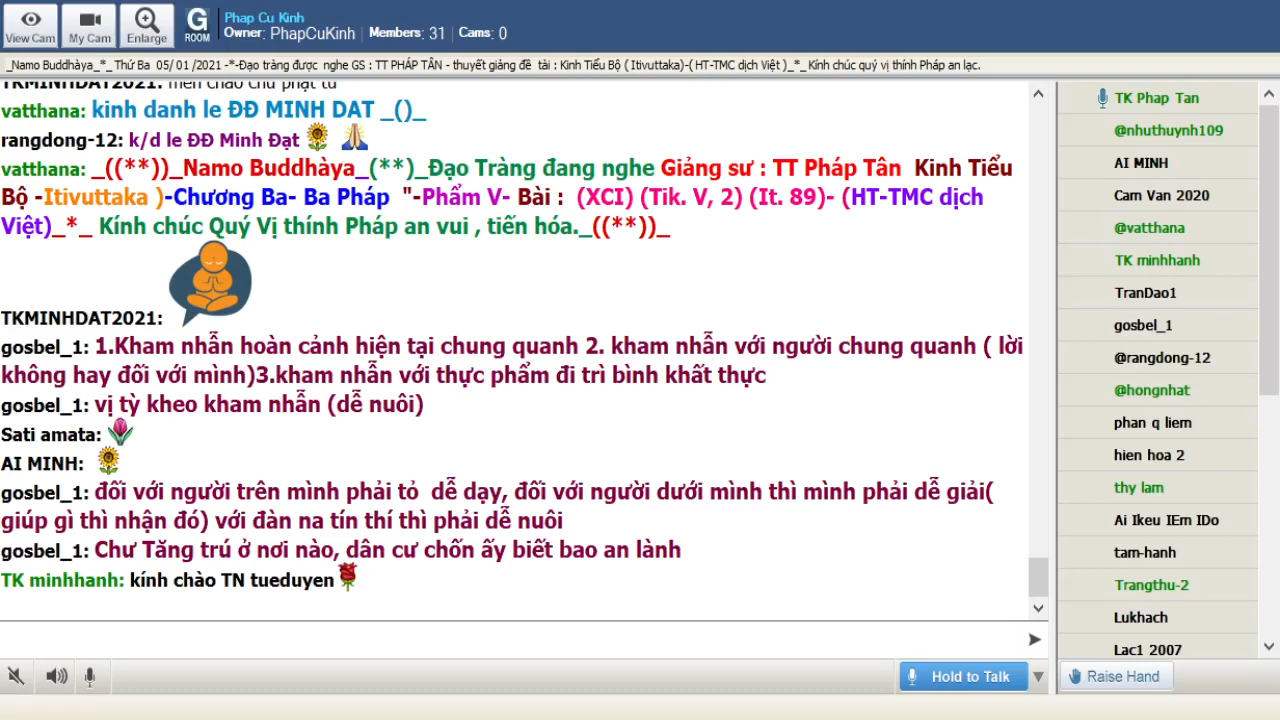 View Cam
My Cam
Enlarge
G
ROOM
Phap Cu Kinh
Owner: PhapCuKinh | Members: 31 | Cams: 0
_Namo Buddhàya_*_ Thứ Ba 05/ 01 /2021 -*-Đạo tràng được nghe GS : TT PHÁP TÂN - thuyết giảng đề tài : Kinh Tiểu Bộ ( Itivuttaka)-( HT-TMC dịch Việt )_*_Kính chúc quý vị thính Pháp an lạc.
vatthana: kinh danh le ĐĐ MINH DAT _()_
rangdong-12: k/d le ĐĐ Minh Đạt
vatthana: _((**))_Namo Buddhàya_(**)_Đạo Tràng đang nghe Giảng sư : TT Pháp Tân Kinh Tiểu
Bộ -Itivuttaka )-Chương Ba- Ba Pháp "-Phẩm V- Bài : (XCI) (Tik. V, 2) (It. 89)- (HT-TMC dịch
Việt)_*_ Kính chúc Quý Vị thính Pháp an vui , tiến hóa._((**))_
TKMINHDAT2021:
gosbel_1: 1.Kham nhẫn hoàn cảnh hiện tại chung quanh 2. kham nhẫn với người chung quanh ( lời
không hay đối với mình)3.kham nhẫn với thực phẩm đi trì bình khất thực
gosbel_1: vị tỳ kheo kham nhẫn (dễ nuôi)
Sati amata:
AI MINH:
gosbel_1: đối với người trên mình phải tỏ dễ dạy, đối với người dưới mình thì mình phải dễ giải(
giúp gì thì nhận đó) với đàn na tín thí thì phải dễ nuôi
gosbel_1: Chư Tăng trú ở nơi nào, dân cư chốn ấy biết bao an lành
TK minhhanh: kính chào TN tueduyen
TK Phap Tan
@nhuthuynh109
AI MINH
Cam Van 2020
@vatthana
TK minhhanh
TranDao1
gosbel_1
@rangdong-12
@hongnhat
phan q liem
hien hoa 2
thy lam
Ai Ikeu IEm IDo
tam-hanh
Trangthu-2
Lukhach
Lac1 2007
Hold to Talk
Raise Hand